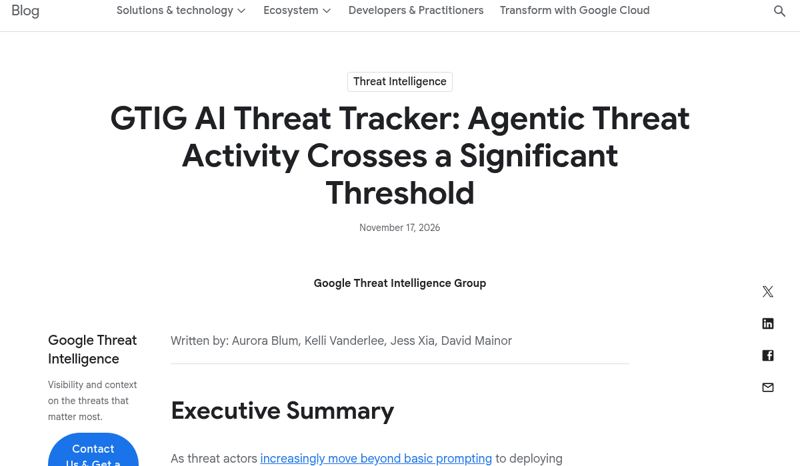 Blog
Solutions & technology
Ecosystem
Developers & Practitioners
Transform with Google Cloud
Threat Intelligence
GTIG AI Threat Tracker: Agentic Threat
Activity Crosses a Significant
Threshold
November 17, 2026
Google Threat Intelligence Group
Google Threat
Intelligence
Visibility and context
on the threats that
matter most.
Contact
Us & Get a
Written by: Aurora Blum, Kelli Vanderlee, Jess Xia, David Mainor
Executive Summary
As threat actors increasingly move beyond basic prompting to deploying